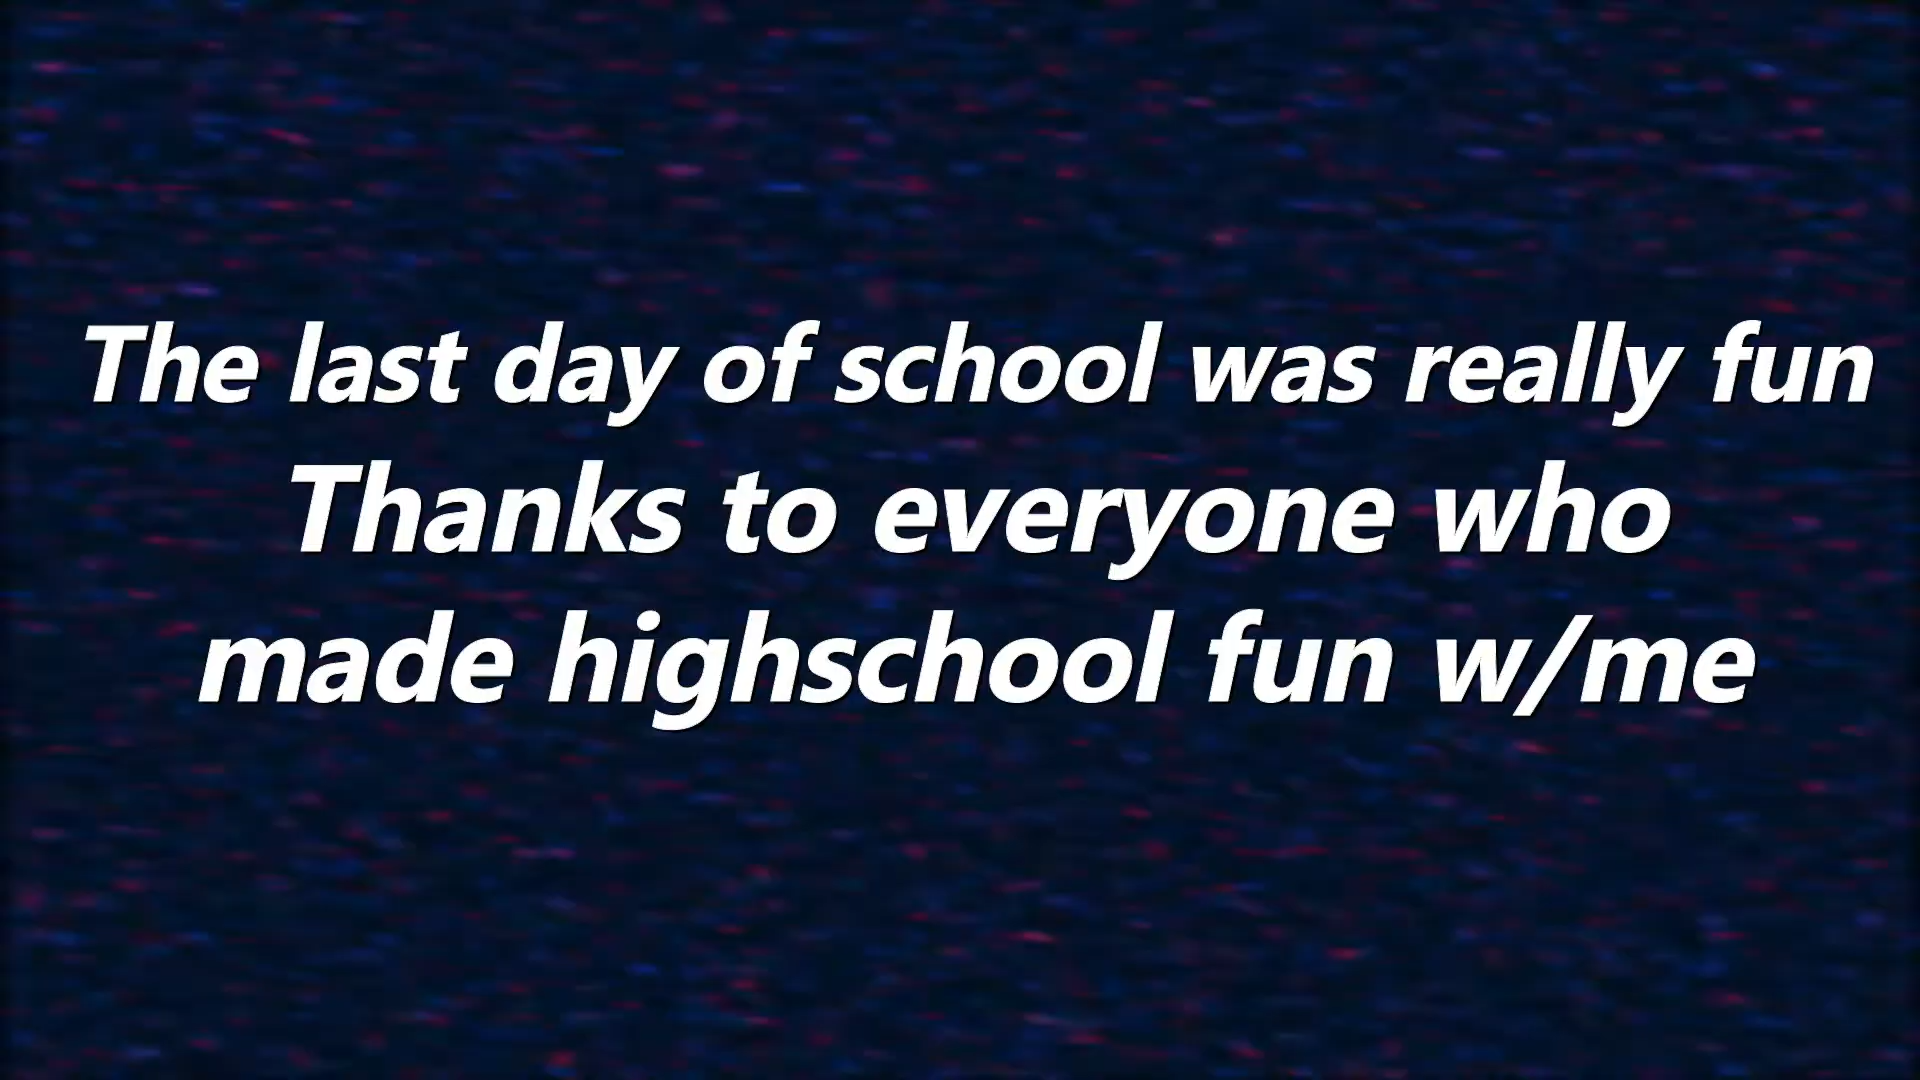 The last day of school was really fun
Thanks to everyone who
made highschool fun w/me